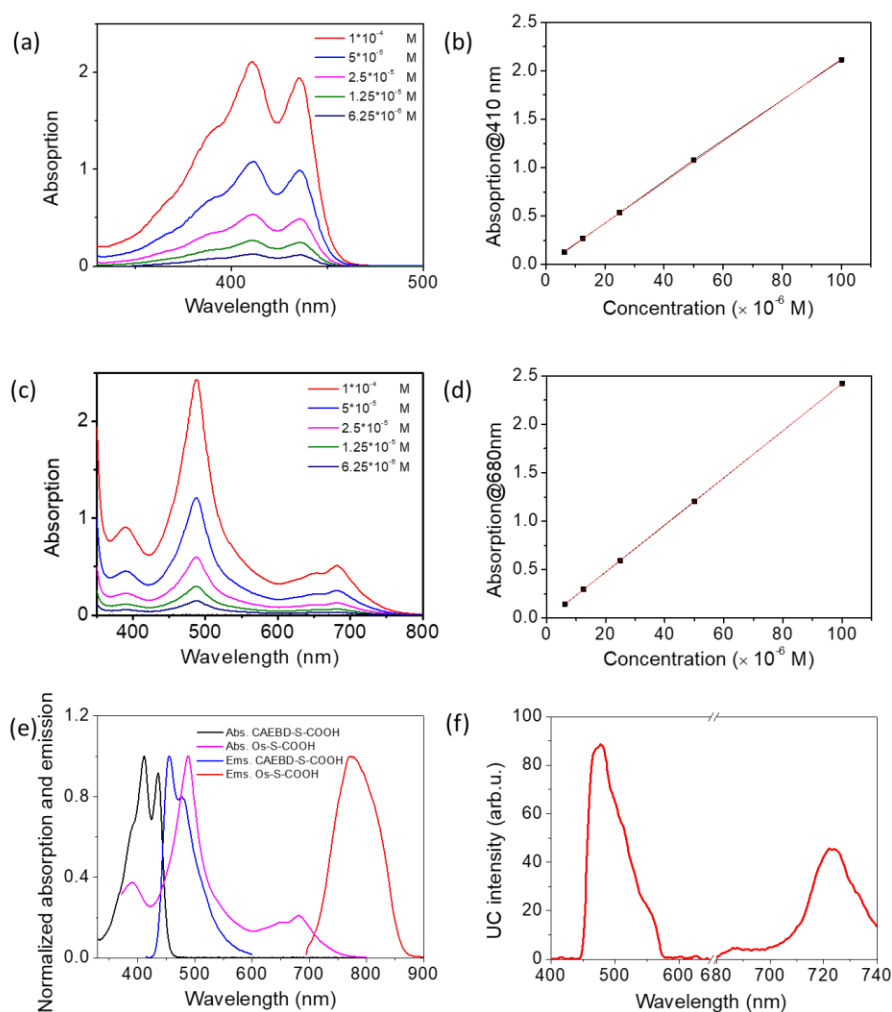 (a)
1*10⁻⁴ M
5*10⁻⁵ M
2.5*10⁻⁵ M
1.25*10⁻⁵ M
6.25*10⁻⁶ M
2
1
0
Absoprtion
400
500
Wavelength (nm)
(b)
2.5
2.0
1.5
1.0
0.5
0.0
Absoprtion@410 nm
0 20 40 60 80 100
Concentration (× 10⁻⁶ M)
(c)
1*10⁻⁴ M
5*10⁻⁵ M
2.5*10⁻⁵ M
1.25*10⁻⁵ M
6.25*10⁻⁶ M
2
1
0
Absorption
400 500 600 700 800
Wavelength (nm)
(d)
2.5
2.0
1.5
1.0
0.5
0.0
Absorption@680nm
0 20 40 60 80 100
Concentration (× 10⁻⁶ M)
(e)
Abs. CAEBD-S-COOH
Abs. Os-S-COOH
Ems. CAEBD-S-COOH
Ems. Os-S-COOH
1.2
0.8
0.4
0.0
Normalized absorption and emission
400 500 600 700 800 900
Wavelength (nm)
(f)
100
80
60
40
20
0
UC intensity (arb.u.)
400 500 600 680 700 720 740
Wavelength (nm)